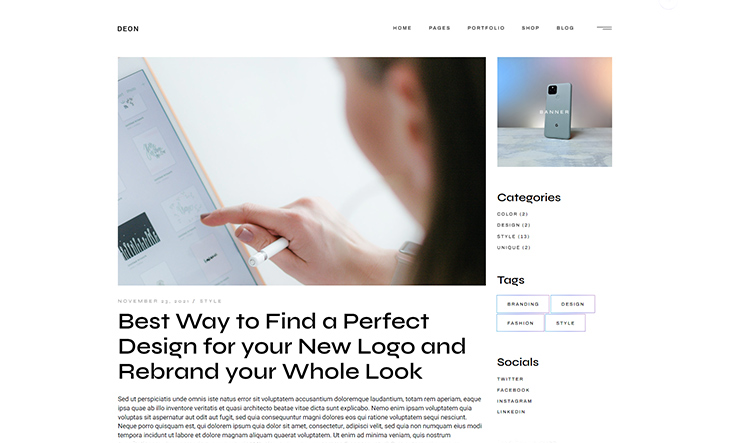 DEON
HOME PAGES PORTFOLIO SHOP BLOG
BANNER
NOVEMBER 23, 2021 / STYLE
Best Way to Find a Perfect
Design for your New Logo and
Rebrand your Whole Look
Sed ut perspiciatis unde omnis iste natus error sit voluptatem accusantium doloremque laudantium, totam rem aperiam, eaque
ipsa quae ab illo inventore veritatis et quasi architecto beatae vitae dicta sunt explicabo. Nemo enim ipsam voluptatem quia
voluptas sit aspernatur aut odit aut fugit, sed quia consequuntur magni dolores eos qui ratione voluptatem sequi nesciunt.
Neque porro quisquam est, qui dolorem ipsum quia dolor sit amet, consectetur, adipisci velit, sed quia non numquam eius modi
tempora incidunt ut labore et dolore magnam aliquam quaerat voluptatem. Ut enim ad minima veniam, quis nostrum
Categories
COLOR (2)
DESIGN (2)
STYLE (13)
UNIQUE (2)
Tags
BRANDING DESIGN
FASHION STYLE
Socials
TWITTER
FACEBOOK
INSTAGRAM
LINKEDIN